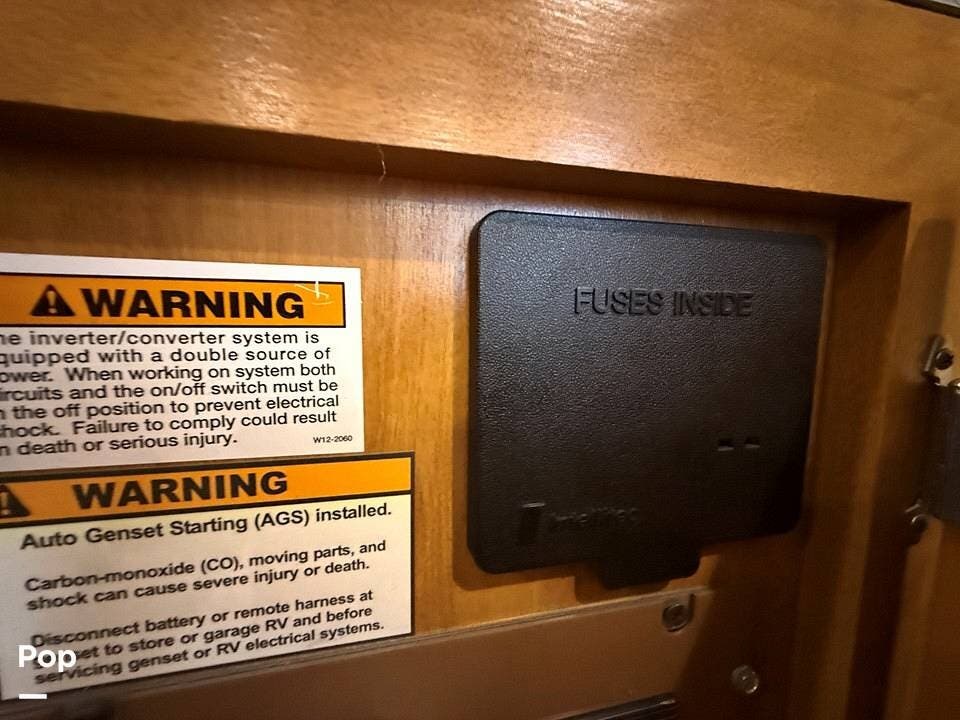 WARNING
e inverter/converter system is
quipped with a double source of
ower. When working on system both
ircuits and the on/off switch must be
the off position to prevent electrical
hock. Failure to comply could result
n death or serious injury.
W12-2060
WARNING
Auto Genset Starting (AGS) installed.
Carbon-monoxide (CO), moving parts, and
shock can cause severe injury or death.
Disconnect battery or remote harness at
et to store or garage RV and before
servicing genset or RV electrical systems.
FUSES INSIDE
Intellitec
Pop